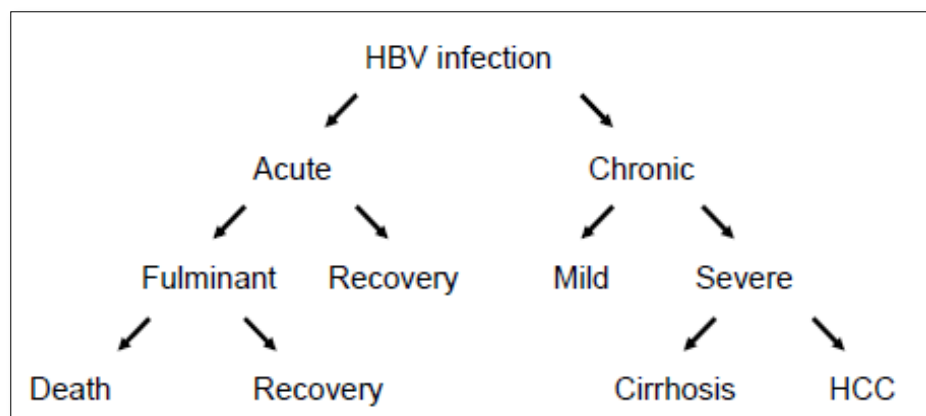 HBV infection
Acute Chronic
Fulminant Recovery Mild Severe
Death Recovery Cirrhosis HCC